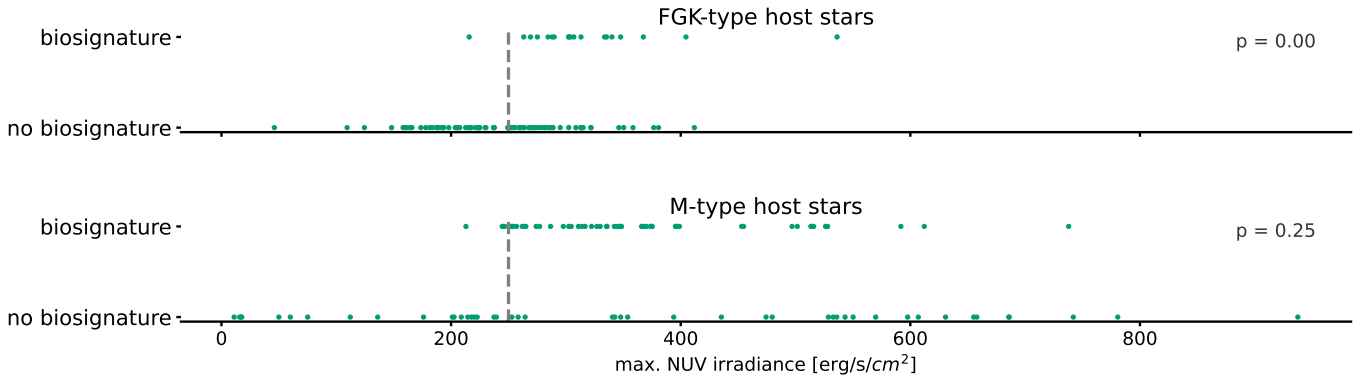 FGK-type host stars
biosignature
p = 0.00
no biosignature
M-type host stars
biosignature
p = 0.25
no biosignature
0 200 400 600 800
max. NUV irradiance [erg/s/cm²]